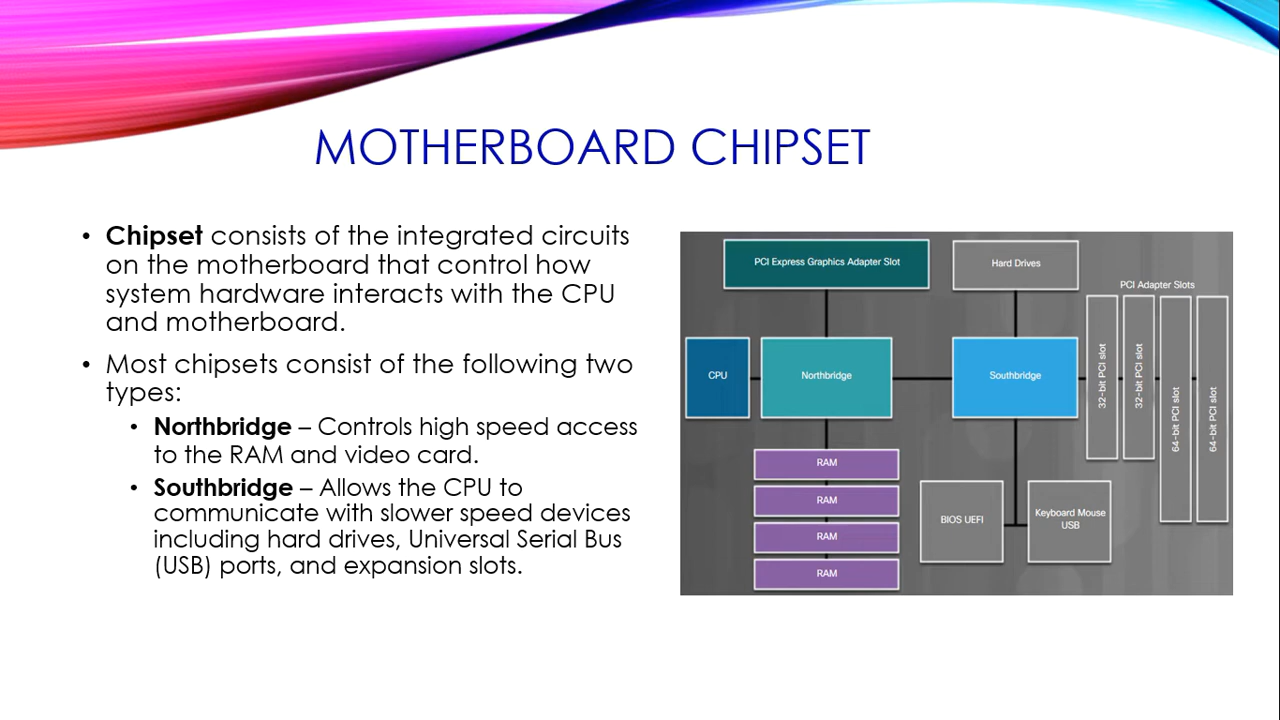 MOTHERBOARD CHIPSET
• Chipset consists of the integrated circuits
on the motherboard that control how
system hardware interacts with the CPU
and motherboard.
• Most chipsets consist of the following two
types:
• Northbridge – Controls high speed access
to the RAM and video card.
• Southbridge – Allows the CPU to
communicate with slower speed devices
including hard drives, Universal Serial Bus
(USB) ports, and expansion slots.
PCI Express Graphics Adapter Slot
Hard Drives
PCI Adapter Slots
CPU
Northbridge
Southbridge
32-bit PCI slot
32-bit PCI slot
64-bit PCI slot
64-bit PCI slot
RAM
RAM
RAM
RAM
BIOS UEFI
Keyboard Mouse
USB